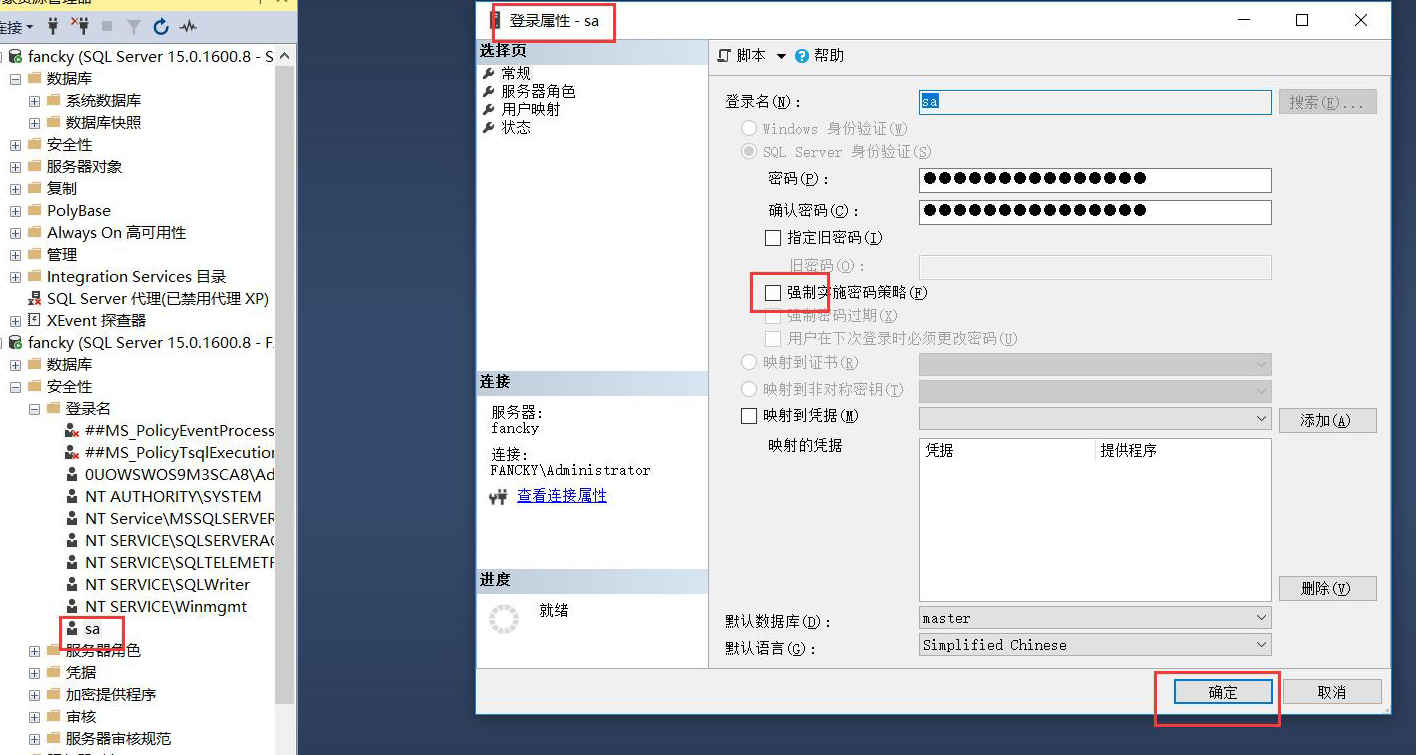 连接
fancky (SQL Server 15.0.1600.8 - S
数据库
系统数据库
数据库快照
安全性
服务器对象
复制
PolyBase
Always On 高可用性
管理
Integration Services 目录
SQL Server 代理(已禁用代理 XP)
XEvent 探查器
fancky (SQL Server 15.0.1600.8 - F
数据库
安全性
登录名
##MS_PolicyEventProcess
##MS_PolicyTsqlExecution
0UOWSWOS9M3SCA8\Ad
NT AUTHORITY\SYSTEM
NT Service\MSSQLSERVER
NT SERVICE\SQLSERVERAG
NT SERVICE\SQLTELEMETR
NT SERVICE\SQLWriter
NT SERVICE\Winmgmt
sa
服务器角色
凭据
加密提供程序
审核
服务器审核规范
登录属性 - sa
选择页
常规
服务器角色
用户映射
状态
连接
服务器:
fancky
连接:
FANCKY\Administrator
查看连接属性
进度
就绪
脚本 帮助
登录名(N): sa 搜索(E)...
Windows 身份验证(W)
SQL Server 身份验证(S)
密码(P): ●●●●●●●●●●●●●●●
确认密码(C): ●●●●●●●●●●●●●●●
指定旧密码(I)
旧密码(O):
强制实施密码策略(F)
强制密码过期(X)
用户在下次登录时必须更改密码(U)
映射到证书(R)
映射到非对称密钥(T)
映射到凭据(M) 添加(A)
映射的凭据 凭据 提供程序
删除(V)
默认数据库(D): master
默认语言(G): Simplified Chinese
确定 取消